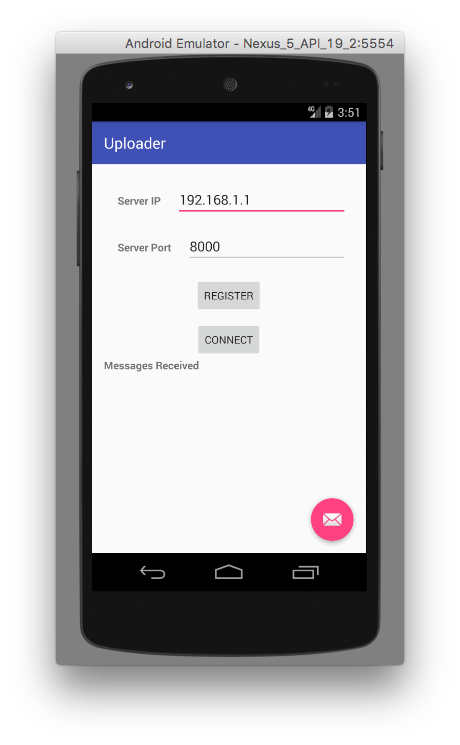 Android Emulator - Nexus_5_API_19_2:5554
4G 3:51
Uploader
Server IP 192.168.1.1
Server Port 8000
REGISTER
CONNECT
Messages Received